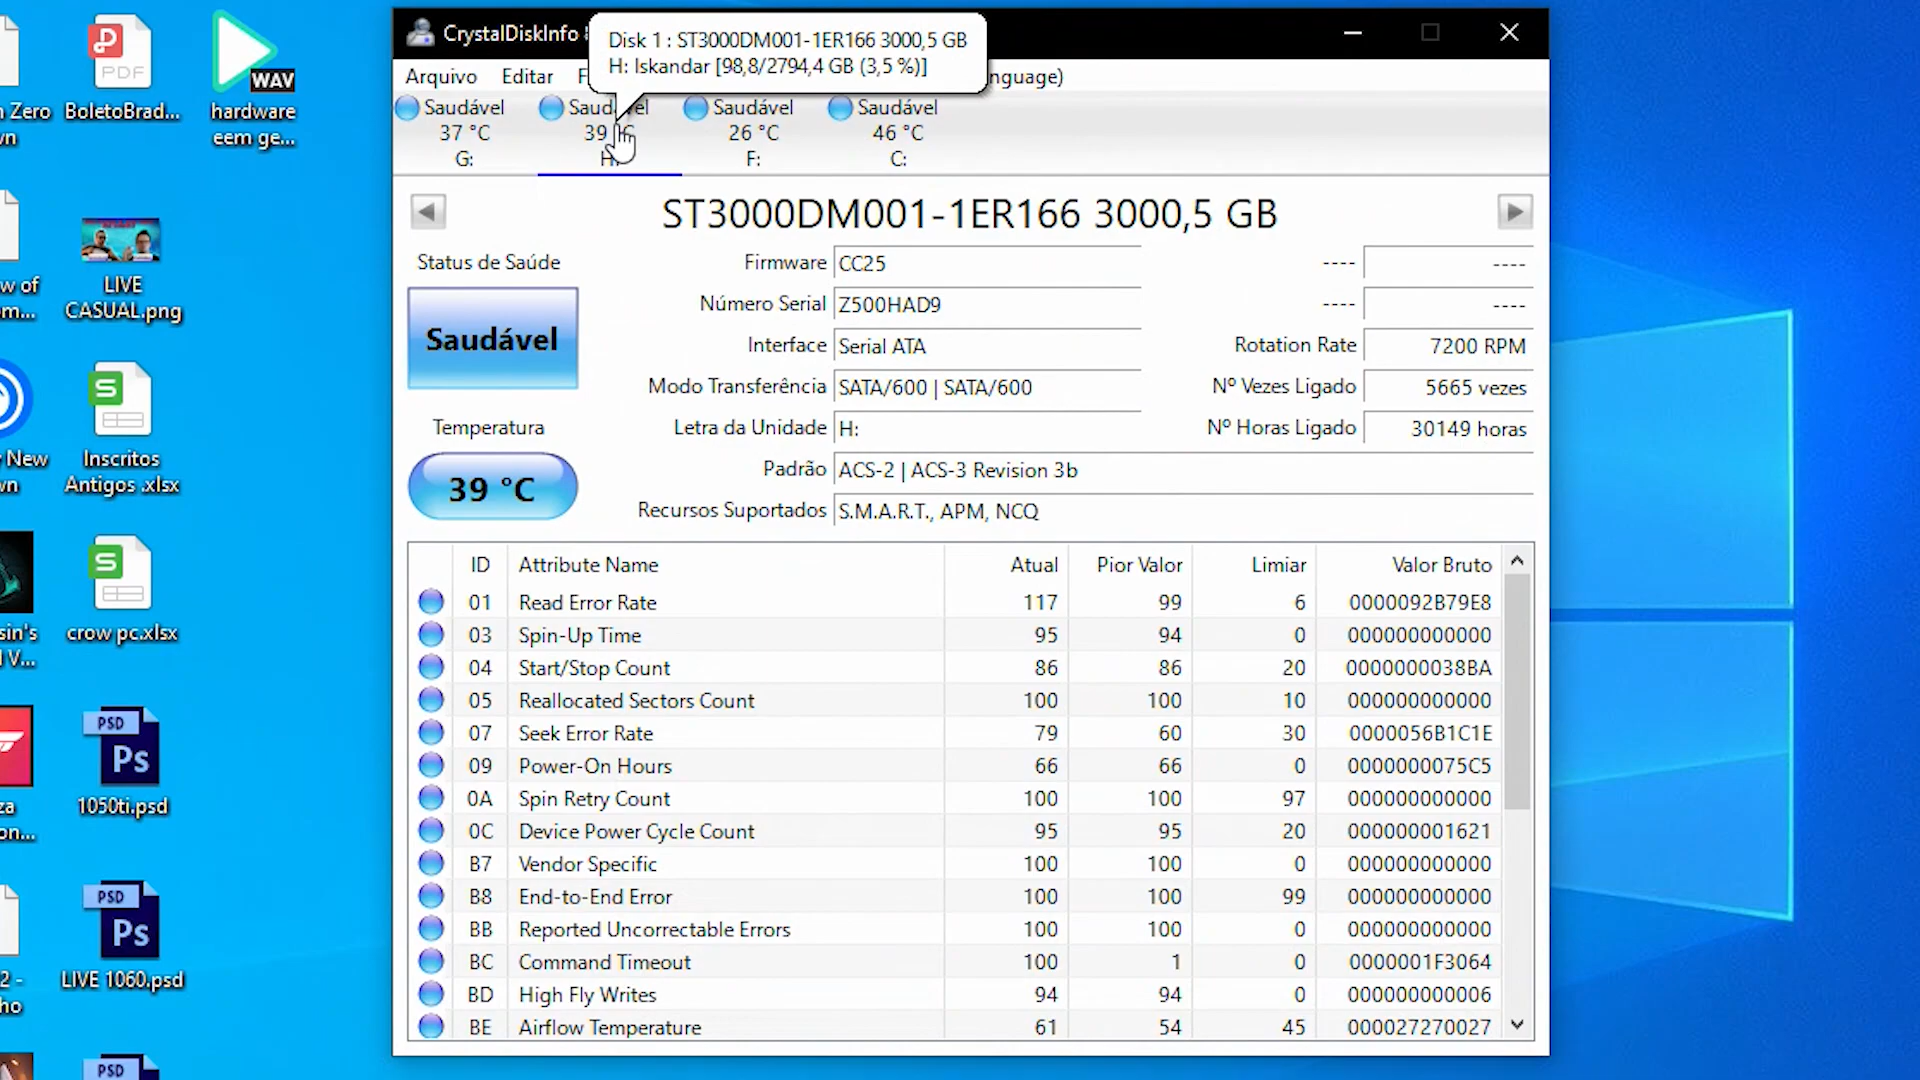 n Zero
wn
PDF
BoletoBrad...
WAV
hardware
eem ge...
w of
m...
LIVE
CASUAL.png
New
wn
S
Inscritos
Antigos .xlsx
sin's
V...
S
crow pc.xlsx
za
on...
PSD
Ps
1050ti.psd
2 -
ho
PSD
Ps
LIVE 1060.psd
PSD
CrystalDiskInfo
Disk 1 : ST3000DM001-1ER166 3000,5 GB
H: Iskandar [98,8/2794,4 GB (3,5 %)]
Arquivo Editar F nguage)
Saudável Saudável Saudável Saudável
37 °C 39 °C 26 °C 46 °C
G: H: F: C:
ST3000DM001-1ER166 3000,5 GB
Status de Saúde
Saudável
Temperatura
39 °C
Firmware CC25 ---- ----
Número Serial Z500HAD9 ---- ----
Interface Serial ATA Rotation Rate 7200 RPM
Modo Transferência SATA/600 | SATA/600 Nº Vezes Ligado 5665 vezes
Letra da Unidade H: Nº Horas Ligado 30149 horas
Padrão ACS-2 | ACS-3 Revision 3b
Recursos Suportados S.M.A.R.T., APM, NCQ
ID Attribute Name Atual Pior Valor Limiar Valor Bruto
01 Read Error Rate 117 99 6 0000092B79E8
03 Spin-Up Time 95 94 0 000000000000
04 Start/Stop Count 86 86 20 0000000038BA
05 Reallocated Sectors Count 100 100 10 000000000000
07 Seek Error Rate 79 60 30 0000056B1C1E
09 Power-On Hours 66 66 0 0000000075C5
0A Spin Retry Count 100 100 97 000000000000
0C Device Power Cycle Count 95 95 20 000000001621
B7 Vendor Specific 100 100 0 000000000000
B8 End-to-End Error 100 100 99 000000000000
BB Reported Uncorrectable Errors 100 100 0 000000000000
BC Command Timeout 100 1 0 0000001F3064
BD High Fly Writes 94 94 0 000000000006
BE Airflow Temperature 61 54 45 000027270027